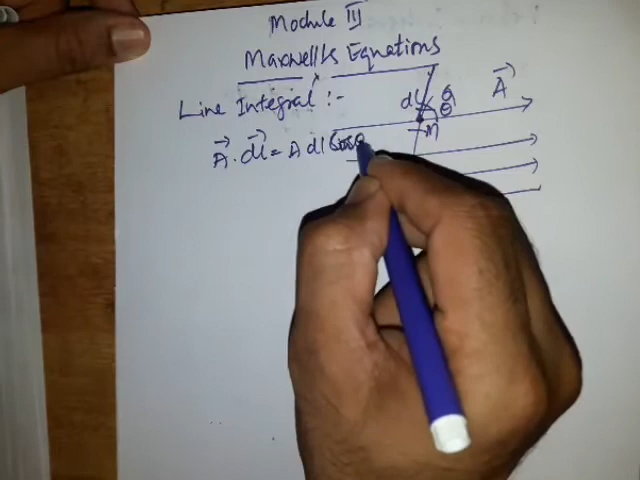 Module III
Maxwell's Equations
Line Integral :-
dl θ A⃗
θ
M
A⃗ . dl⃗ = A dl Cosθ